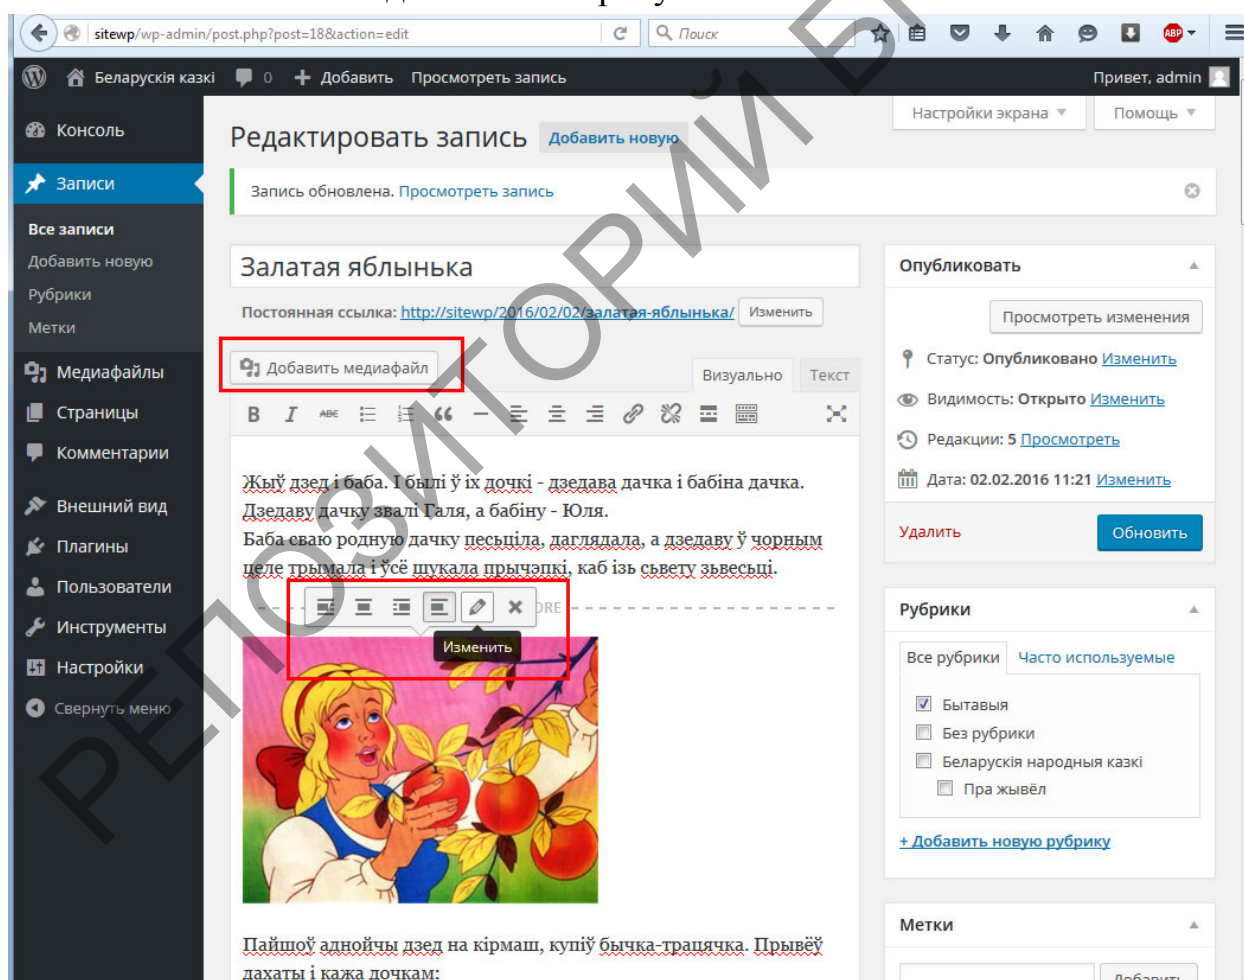 sitewp/wp-admin/post.php?post=18&action=edit
Поиск
ABP
Беларускія казкі 0 Добавить Просмотреть запись Привет, admin
Настройки экрана Помощь
Консоль
Записи
Все записи
Добавить новую
Рубрики
Метки
Медиафайлы
Страницы
Комментарии
Внешний вид
Плагины
Пользователи
Инструменты
Настройки
Свернуть меню
Редактировать запись Добавить новую
Запись обновлена. Просмотреть запись
Залатая яблынька
Постоянная ссылка: http://sitewp/2016/02/02/залатая-яблынька/ Изменить
Добавить медиафайл
Визуально Текст
B I ABE
Жыў дзед і баба. І былі ў іх дочкі - дзедава дачка і бабіна дачка.
Дзедаву дачку звалі Галя, а бабіну - Юля.
Баба сваю родную дачку песьціла, даглядала, а дзедаву ў чорным
целе трымала і ўсё шукала прычэпкі, каб ізь сьвету зьвесьці.
Изменить
Пайшоў аднойчы дзед на кірмаш, купіў бычка-трацячка. Прывёў
дахаты і кажа дочкам:
Опубликовать
Просмотреть изменения
Статус: Опубликовано Изменить
Видимость: Открыто Изменить
Редакции: 5 Просмотреть
Дата: 02.02.2016 11:21 Изменить
Удалить Обновить
Рубрики
Все рубрики Часто используемые
Бытавыя
Без рубрики
Беларускія народныя казкі
Пра жывёл
+ Добавить новую рубрику
Метки
Добавить
РЕПОЗИТОРИЙ